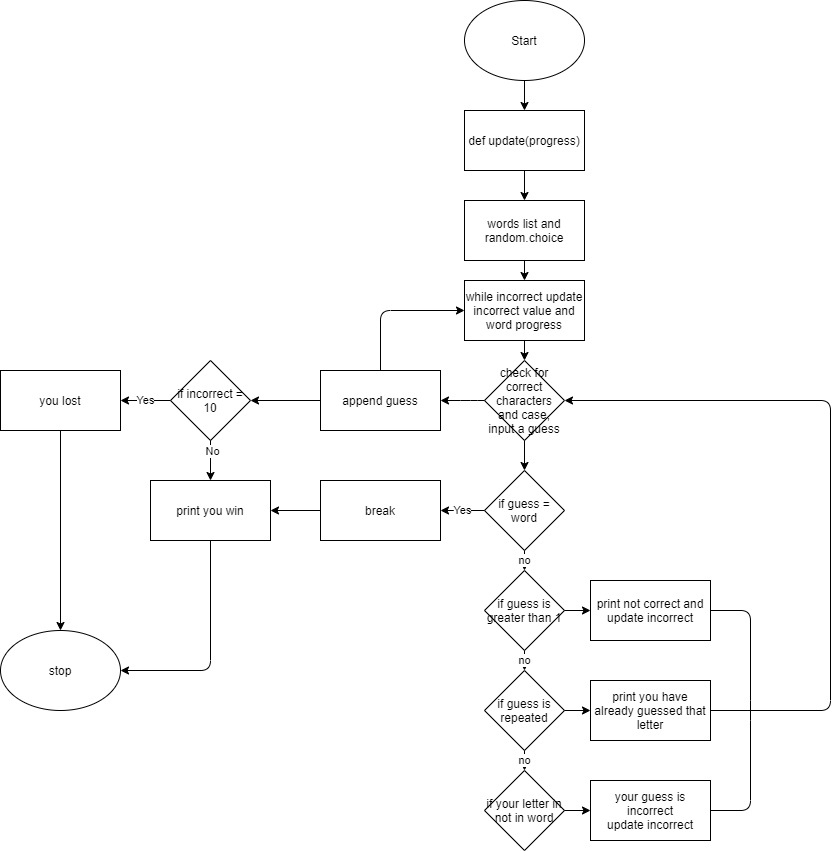 Start
def update(progress)
words list and
random.choice
while incorrect update
incorrect value and
word progress
check for
correct
characters
and case,
input a guess
append guess
if incorrect =
10
Yes
you lost
No
print you win
break
Yes
if guess =
word
no
if guess is
greater than 1
print not correct and
update incorrect
no
if guess is
repeated
print you have
already guessed that
letter
no
if your letter in
not in word
your guess is
incorrect
update incorrect
stop